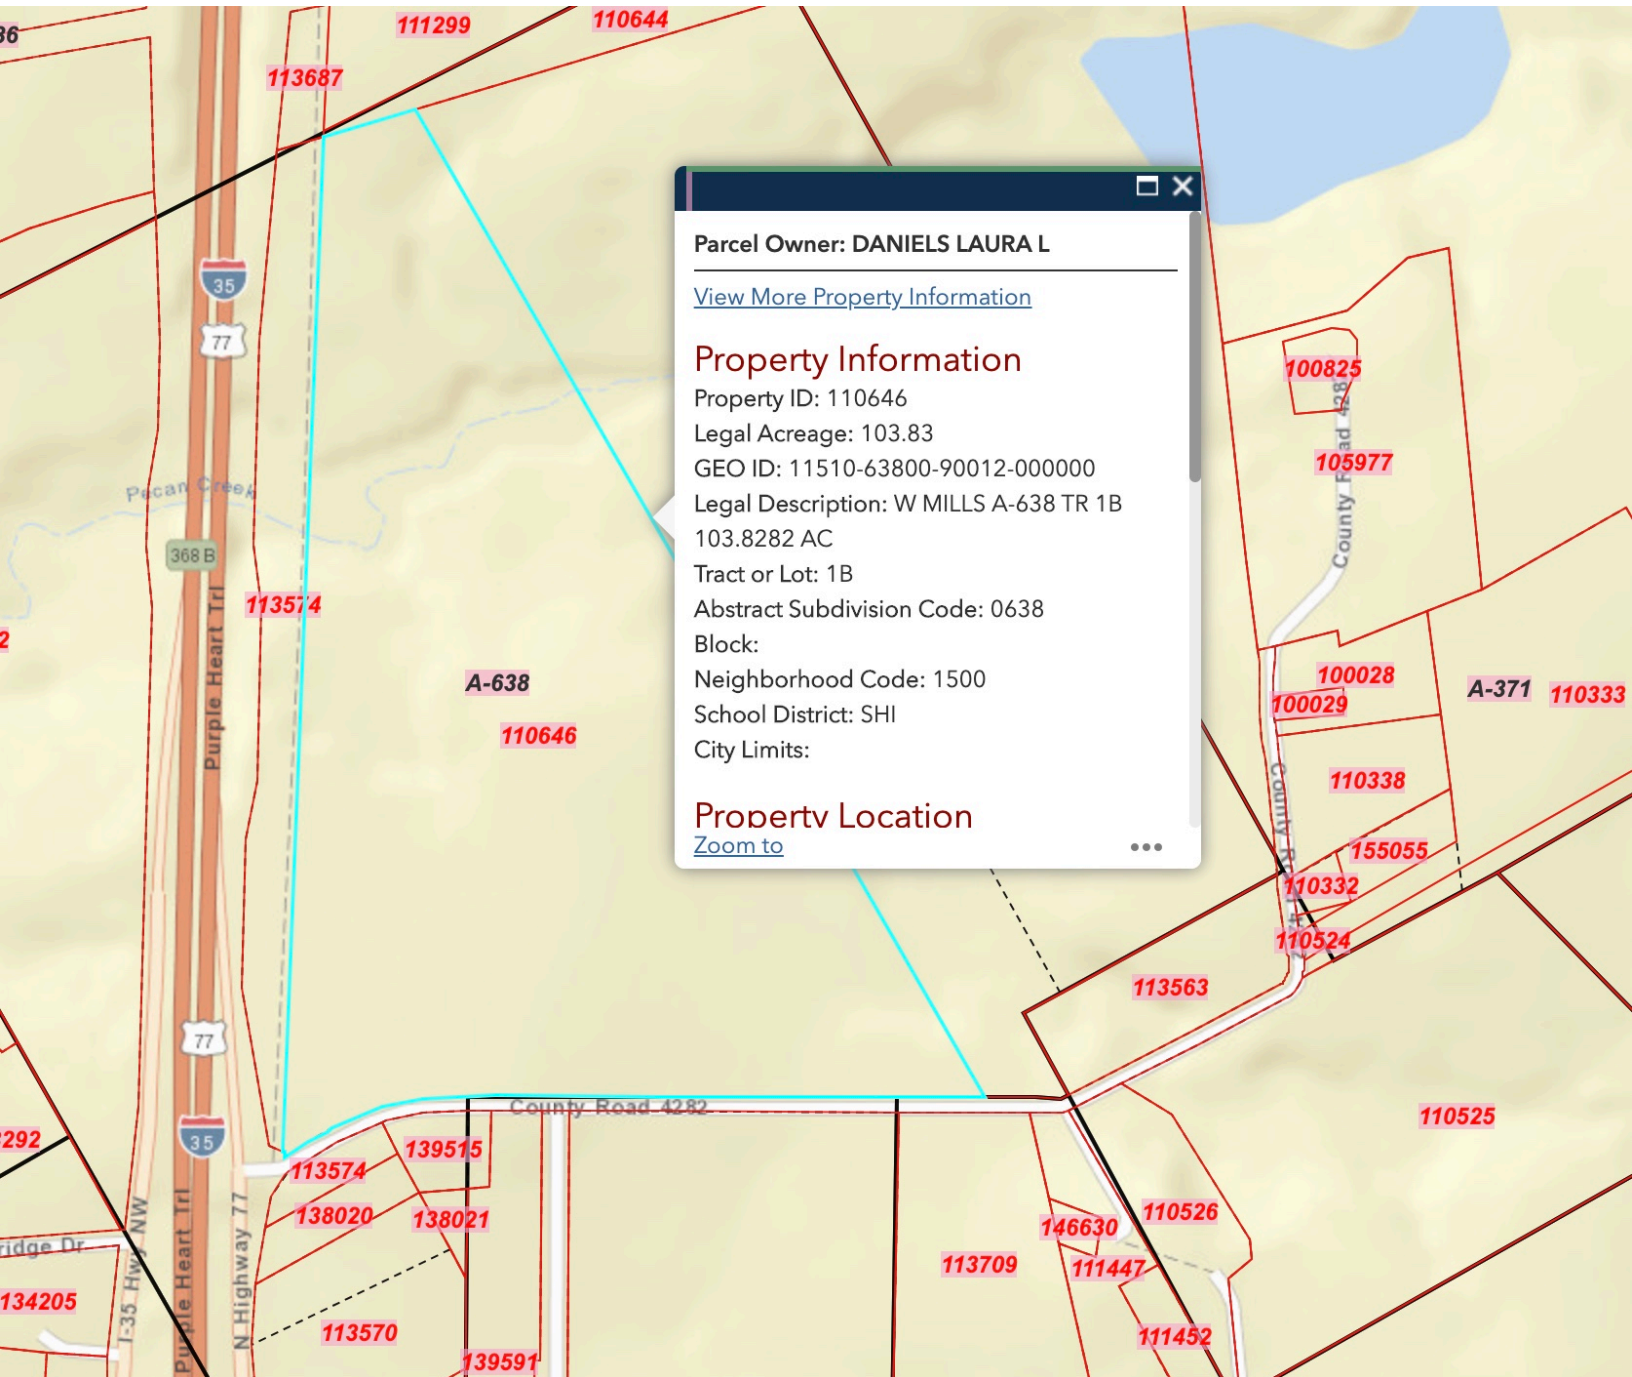 36
111299
110644
113687
35
77
Pecan Creek
368 B
Purple Heart Trl
113574
2
A-638
110646
Parcel Owner: DANIELS LAURA L
View More Property Information
Property Information
Property ID: 110646
Legal Acreage: 103.83
GEO ID: 11510-63800-90012-000000
Legal Description: W MILLS A-638 TR 1B
103.8282 AC
Tract or Lot: 1B
Abstract Subdivision Code: 0638
Block:
Neighborhood Code: 1500
School District: SHI
City Limits:
Property Location
Zoom to
100825
105977
100028
100029
A-371
110333
110338
155055
110332
110524
113563
77
35
County Road 4282
292
113574
139515
138020
138021
ridge Dr
134205
I-35 Hwy NW
Purple Heart Trl
N Highway 77
113570
139591
113709
146630
110526
111447
111452
110525